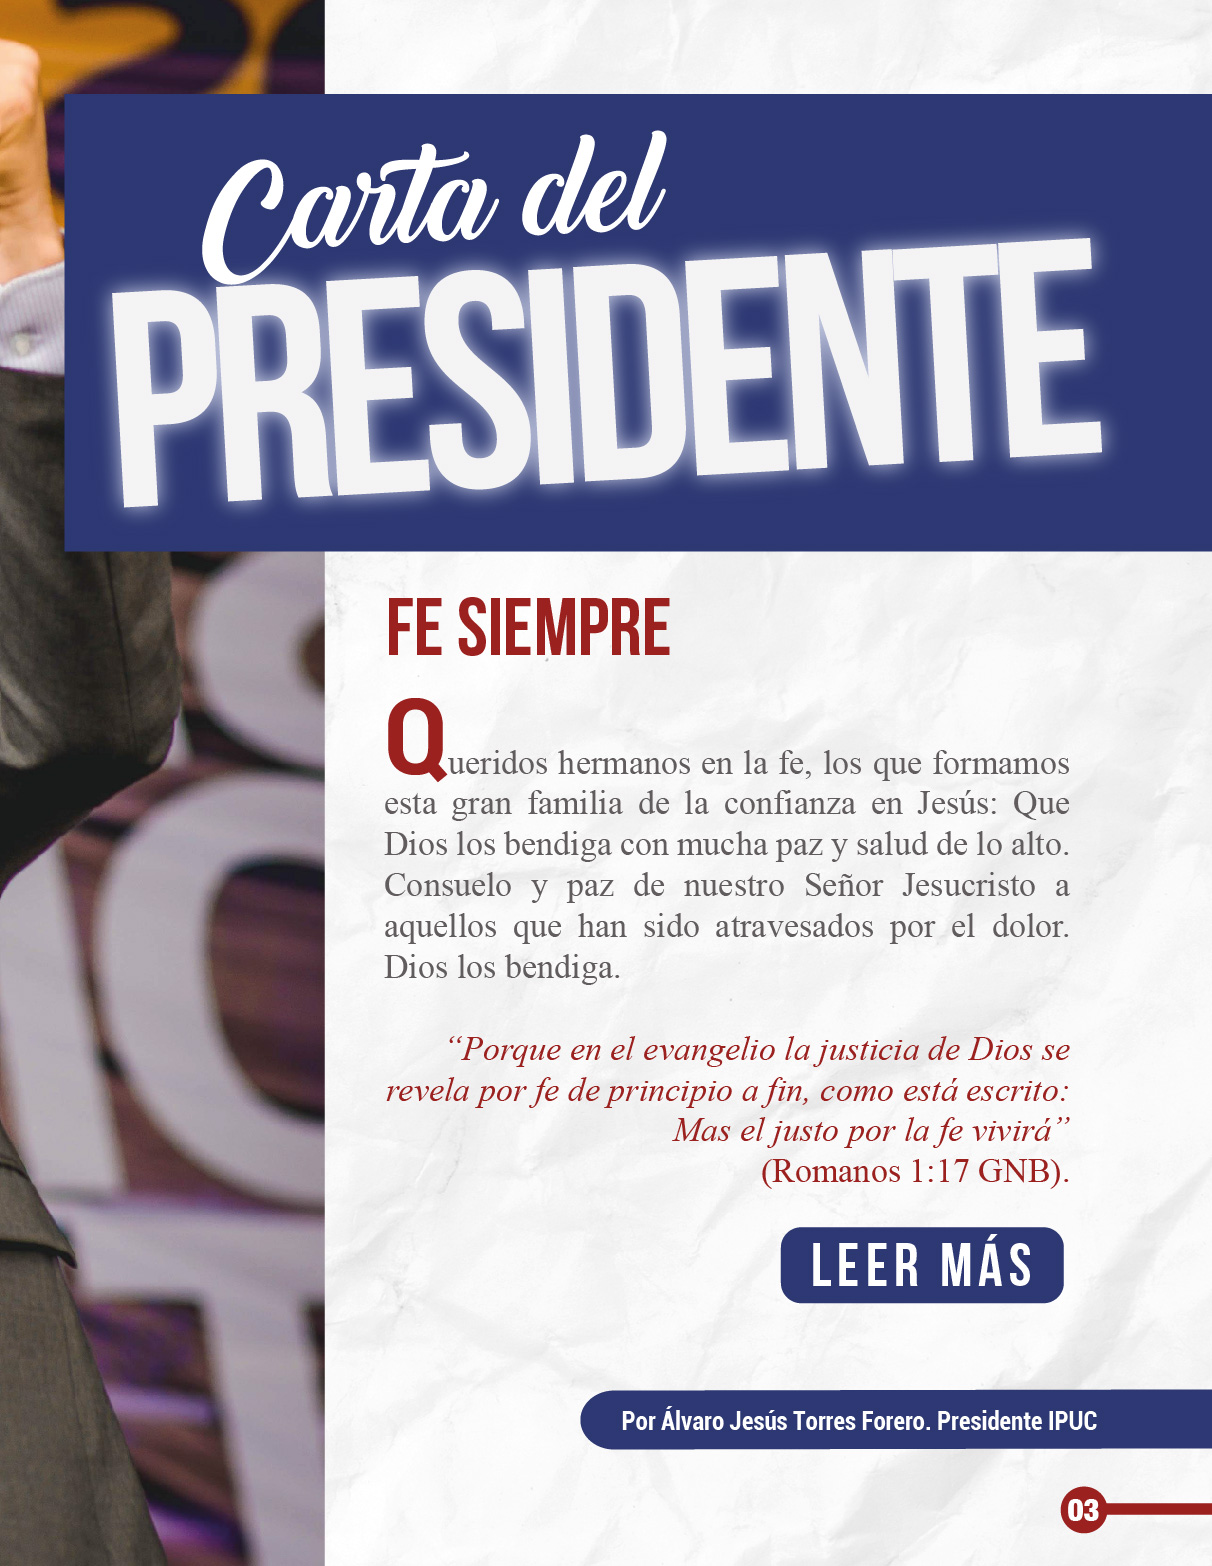 Carta del
PRESIDENTE
FE SIEMPRE
Queridos hermanos en la fe, los que formamos
esta gran familia de la confianza en Jesús: Que
Dios los bendiga con mucha paz y salud de lo alto.
Consuelo y paz de nuestro Señor Jesucristo a
aquellos que han sido atravesados por el dolor.
Dios los bendiga.
“Porque en el evangelio la justicia de Dios se
revela por fe de principio a fin, como está escrito:
Mas el justo por la fe vivirá”
(Romanos 1:17 GNB).
LEER MÁS
Por Álvaro Jesús Torres Forero. Presidente IPUC
03